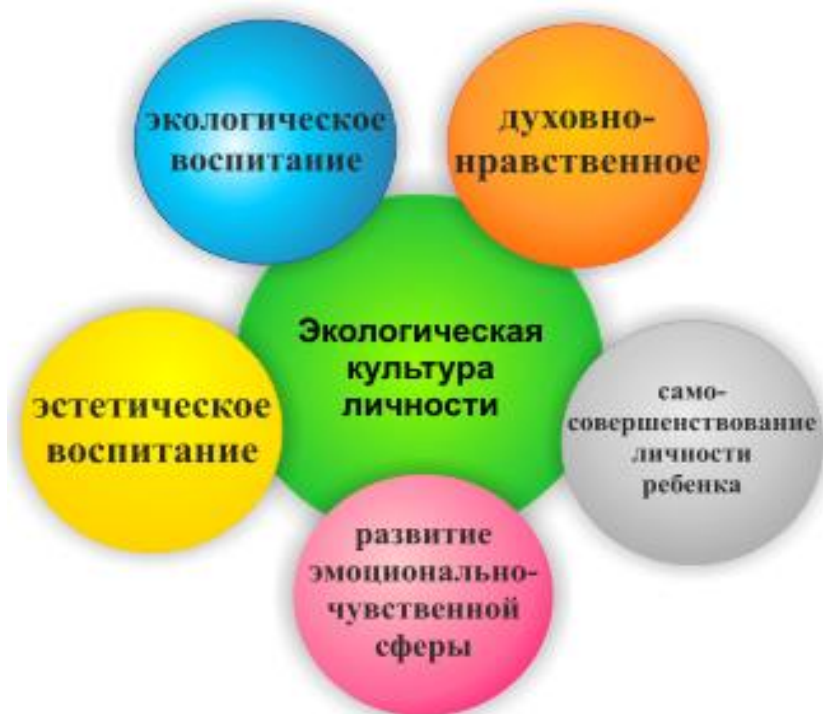 экологическое
воспитание
духовно-
нравственное
Экологическая
культура
личности
эстетическое
воспитание
само-
совершенствование
личности
ребенка
развитие
эмоционально-
чувственной
сферы